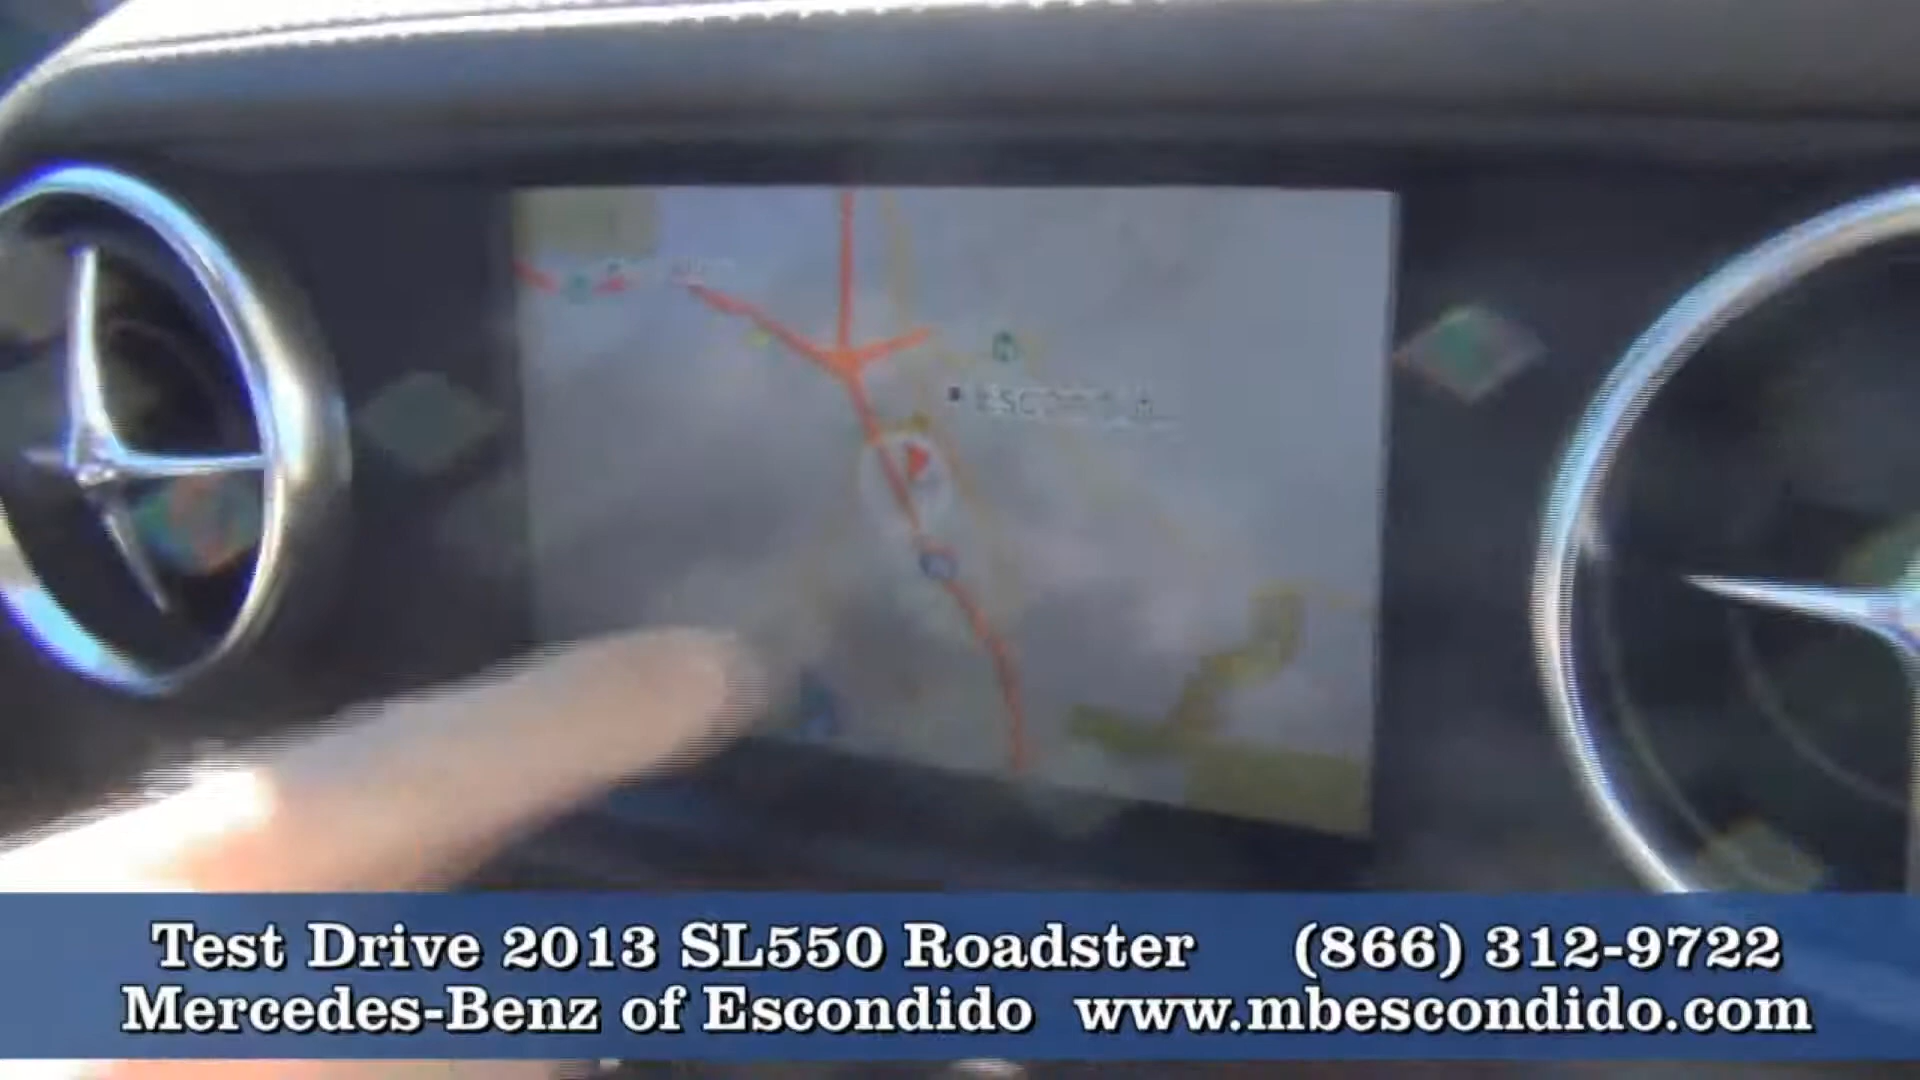 Test Drive 2013 SL550 Roadster (866) 312-9722
Mercedes-Benz of Escondido www.mbescondido.com